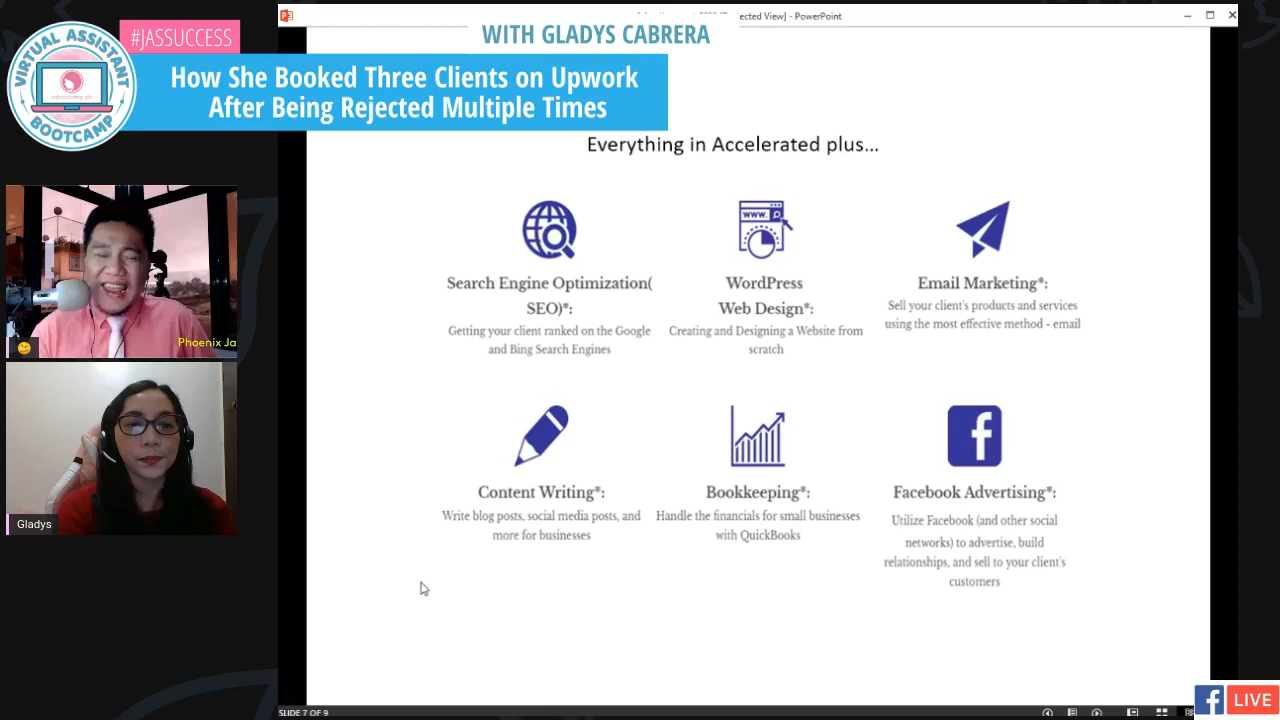 #JASSUCCESS
VIRTUAL ASSISTANT
BOOTCAMP
WITH GLADYS CABRERA
How She Booked Three Clients on Upwork
After Being Rejected Multiple Times
View] - PowerPoint
Everything in Accelerated plus...
Search Engine Optimization(
SEO)*:
Getting your client ranked on the Google
and Bing Search Engines
WWW.
WordPress
Web Design*:
Creating and Designing a Website from
scratch
Email Marketing*:
Sell your client's products and services
using the most effective method - email
Content Writing*:
Write blog posts, social media posts, and
more for businesses
Bookkeeping*:
Handle the financials for small businesses
with QuickBooks
Facebook Advertising*:
Utilize Facebook (and other social
networks) to advertise, build
relationships, and sell to your client's
customers
Phoenix Ja
Gladys
SLIDE 7 OF 9
LIVE